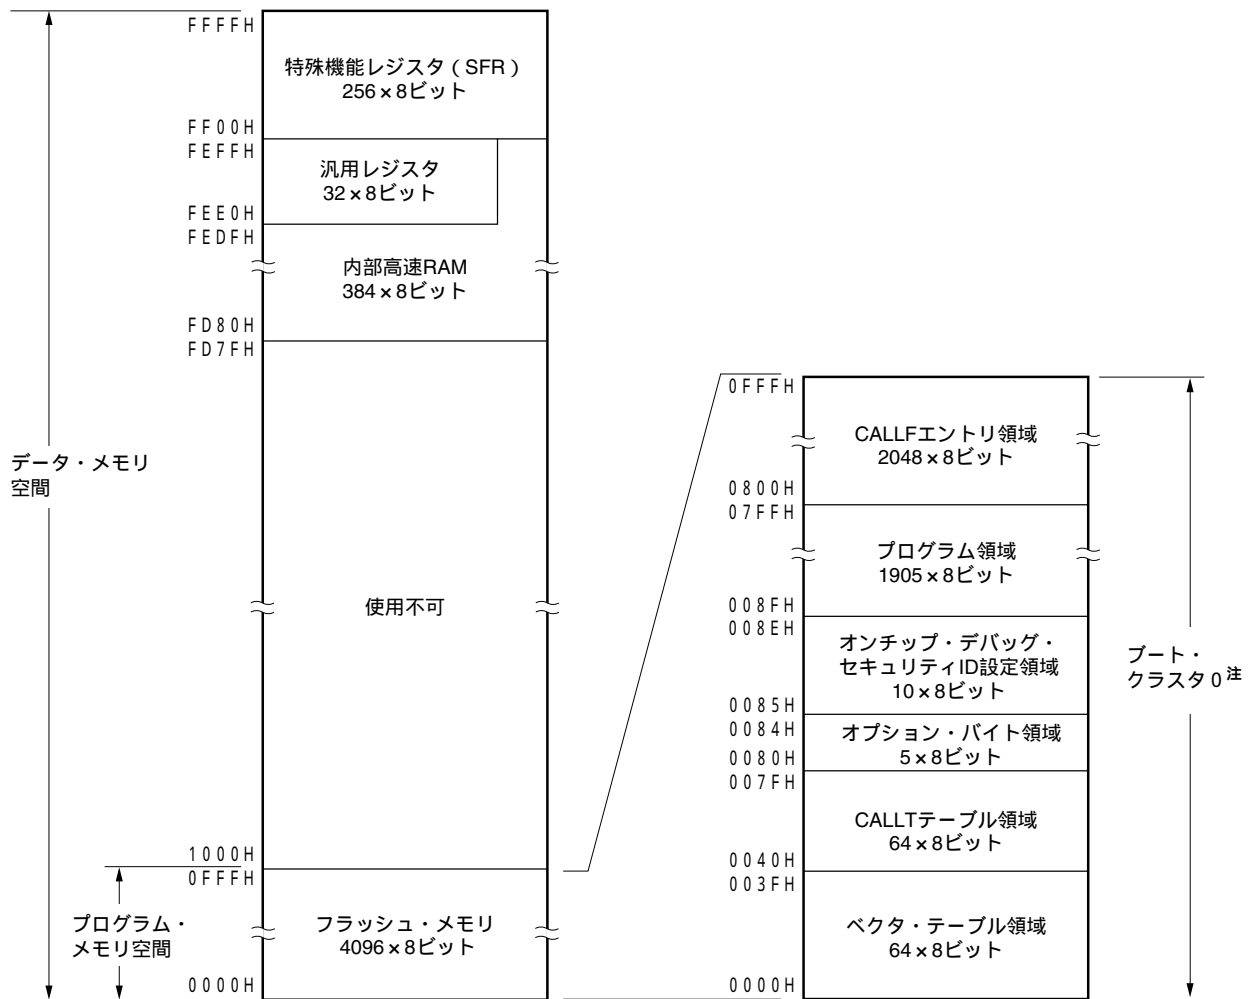 FFFFH
特殊機能レジスタ（SFR）
256×8ビット
FF00H
FEFFH
汎用レジスタ
32×8ビット
FEE0H
FEDFH
内部高速RAM
384×8ビット
FD80H
FD7FH
データ・メモリ
空間
使用不可
1000H
0FFFH
プログラム・
メモリ空間
フラッシュ・メモリ
4096×8ビット
0000H
0FFFH
CALLFエントリ領域
2048×8ビット
0800H
07FFH
プログラム領域
1905×8ビット
008FH
008EH
オンチップ・デバッグ・
セキュリティID設定領域
10×8ビット
0085H
0084H
オプション・バイト領域
5×8ビット
0080H
007FH
CALLTテーブル領域
64×8ビット
0040H
003FH
ベクタ・テーブル領域
64×8ビット
0000H
ブート・
クラスタ0注